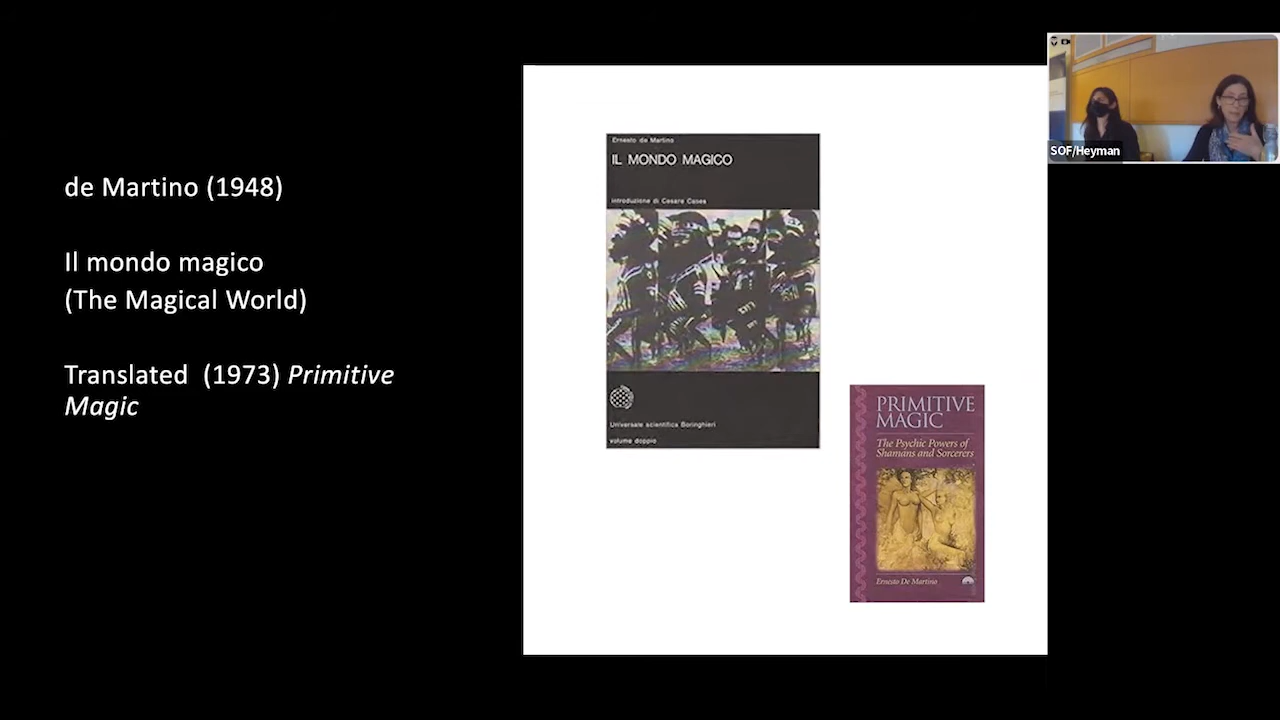 de Martino (1948)
Il mondo magico
(The Magical World)
Translated  (1973) Primitive
Magic
Ernesto de Martino
IL MONDO MAGICO
introduzione di Cesare Cases
Universale scientifica Boringhieri
volume doppio
PRIMITIVE
MAGIC
The Psychic Powers of
Shamans and Sorcerers
Ernesto De Martino
SOF/Heyman